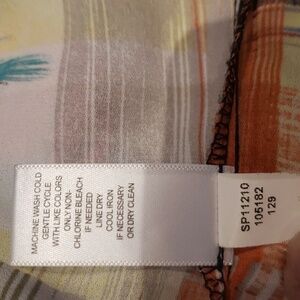 MACHINE WASH COLD
GENTLE CYCLE
WITH LIKE COLORS
ONLY NON-
CHLORINE BLEACH
IF NEEDED
LINE DRY
COOL IRON
IF NECESSARY
OR DRY CLEAN
SP11210
105182
129